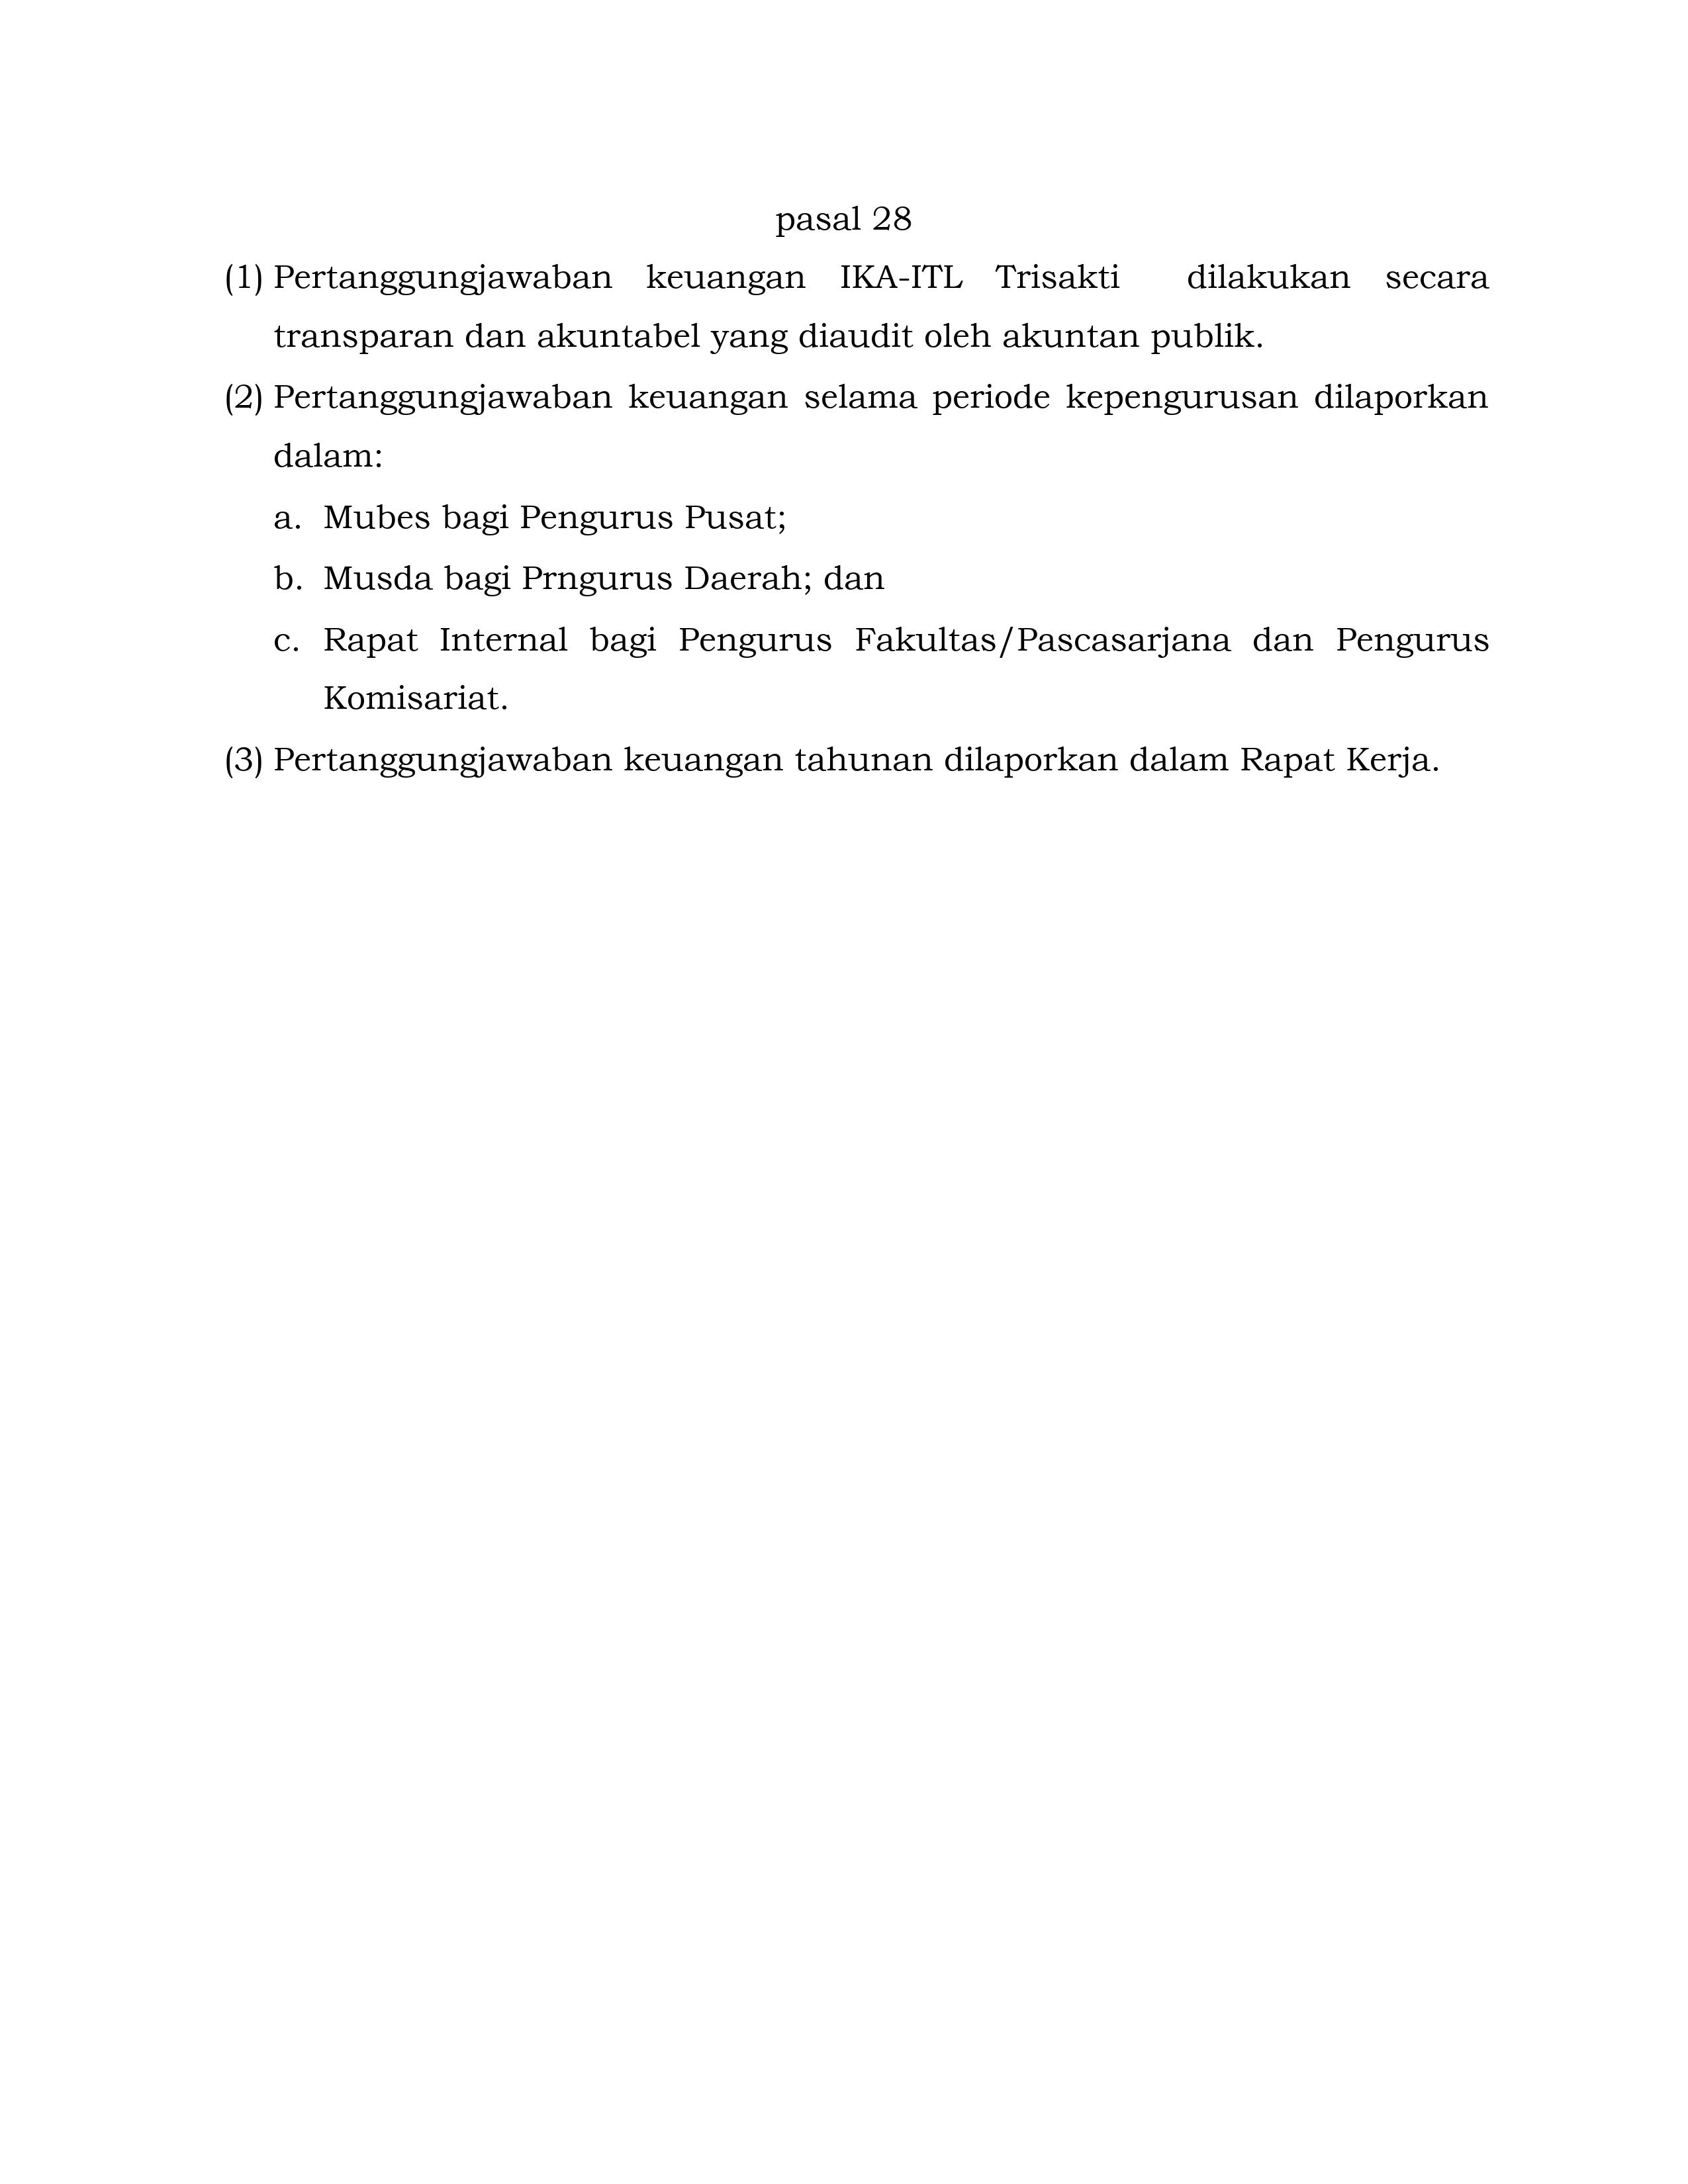 pasal 28
(1) Pertanggungjawaban keuangan IKA-ITL Trisakti dilakukan secara
transparan dan akuntabel yang diaudit oleh akuntan publik.
(2) Pertanggungjawaban keuangan selama periode kepengurusan dilaporkan
dalam:
a. Mubes bagi Pengurus Pusat;
b. Musda bagi Prngurus Daerah; dan
c. Rapat Internal bagi Pengurus Fakultas/Pascasarjana dan Pengurus
Komisariat.
(3) Pertanggungjawaban keuangan tahunan dilaporkan dalam Rapat Kerja.